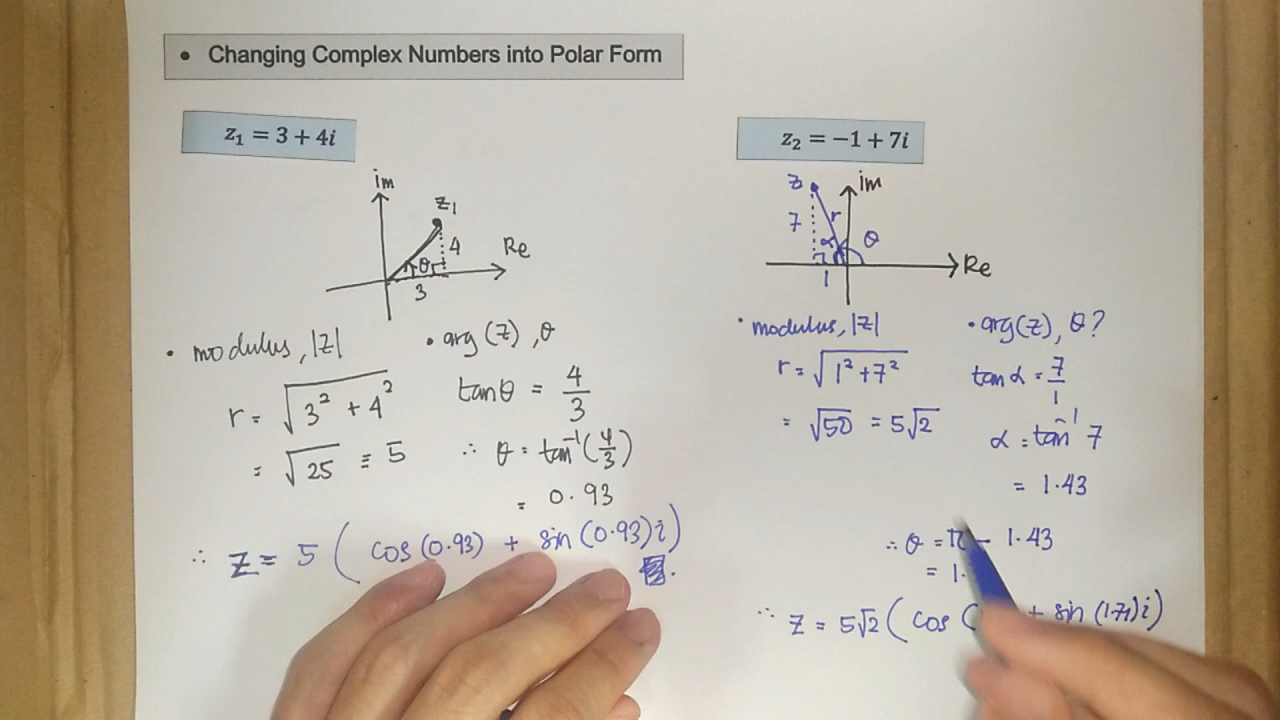 • Changing Complex Numbers into Polar Form
z₁ = 3 + 4i
im
z₁
4
Re
θ
3
• modulus, |z|
r = √(3² + 4²)
= √25 = 5
• arg(z), θ
tanθ = 4/3
∴ θ = tan⁻¹(4/3)
= 0.93
∴ z = 5 ( cos(0.93) + sin(0.93)i )
z₂ = −1 + 7i
z
im
7
r
α
θ
Re
1
• modulus, |z|
r = √(1² + 7²)
= √50 = 5√2
• arg(z), θ?
tanα = 7/1
α = tan⁻¹ 7
= 1.43
∴ θ = π − 1.43
= 1.
∴ z = 5√2 ( cos ( + sin (1.71)i )